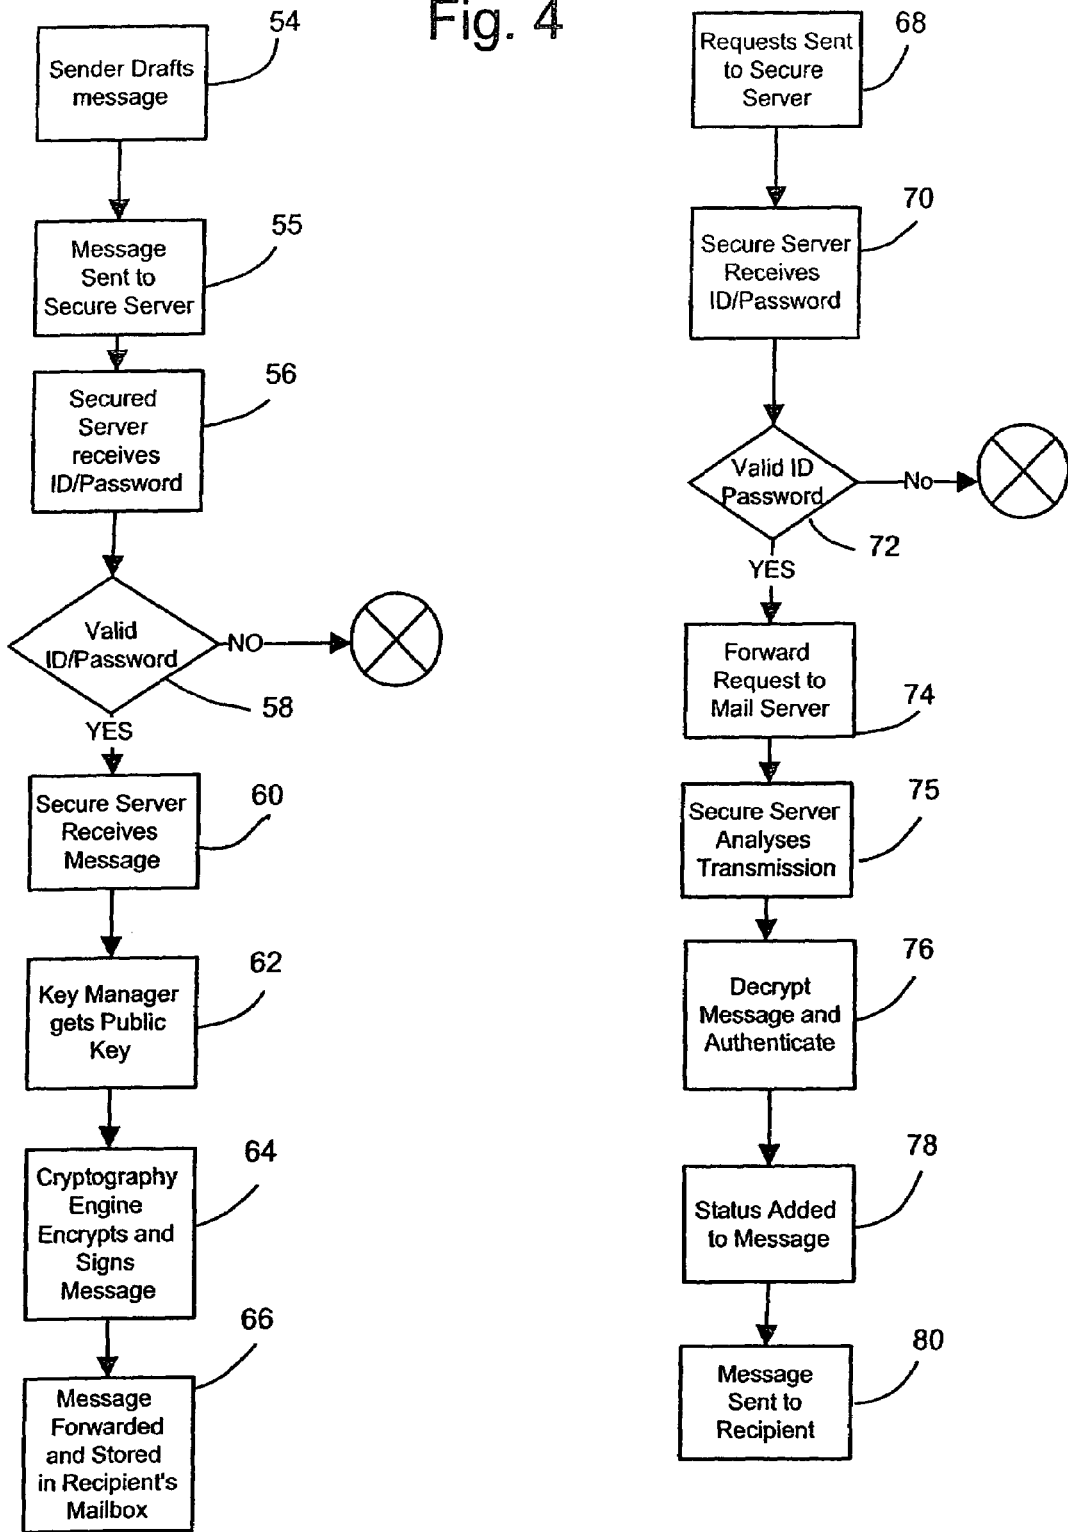 Fig. 4
54
Sender Drafts
message
55
Message
Sent to
Secure Server
56
Secured
Server
receives
ID/Password
Valid
ID/Password
NO
58
YES
60
Secure Server
Receives
Message
62
Key Manager
gets Public
Key
64
Cryptography
Engine
Encrypts and
Signs
Message
66
Message
Forwarded
and Stored
in Recipient's
Mailbox
68
Requests Sent
to Secure
Server
70
Secure Server
Receives
ID/Password
Valid ID
Password
No
72
YES
Forward
Request to
Mail Server
74
75
Secure Server
Analyses
Transmission
76
Decrypt
Message and
Authenticate
78
Status Added
to Message
80
Message
Sent to
Recipient